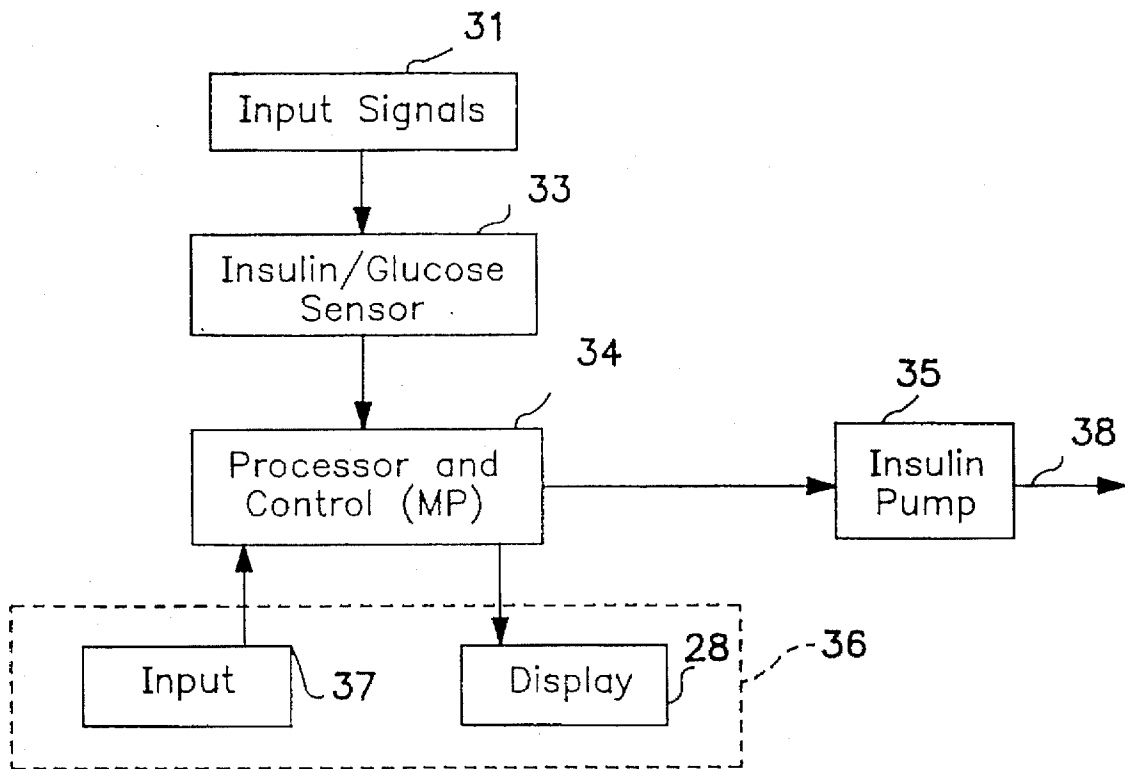 31
Input Signals
33
Insulin/Glucose
Sensor
34
Processor and
Control (MP)
35
Insulin
Pump
38
Input
37
Display
28
36